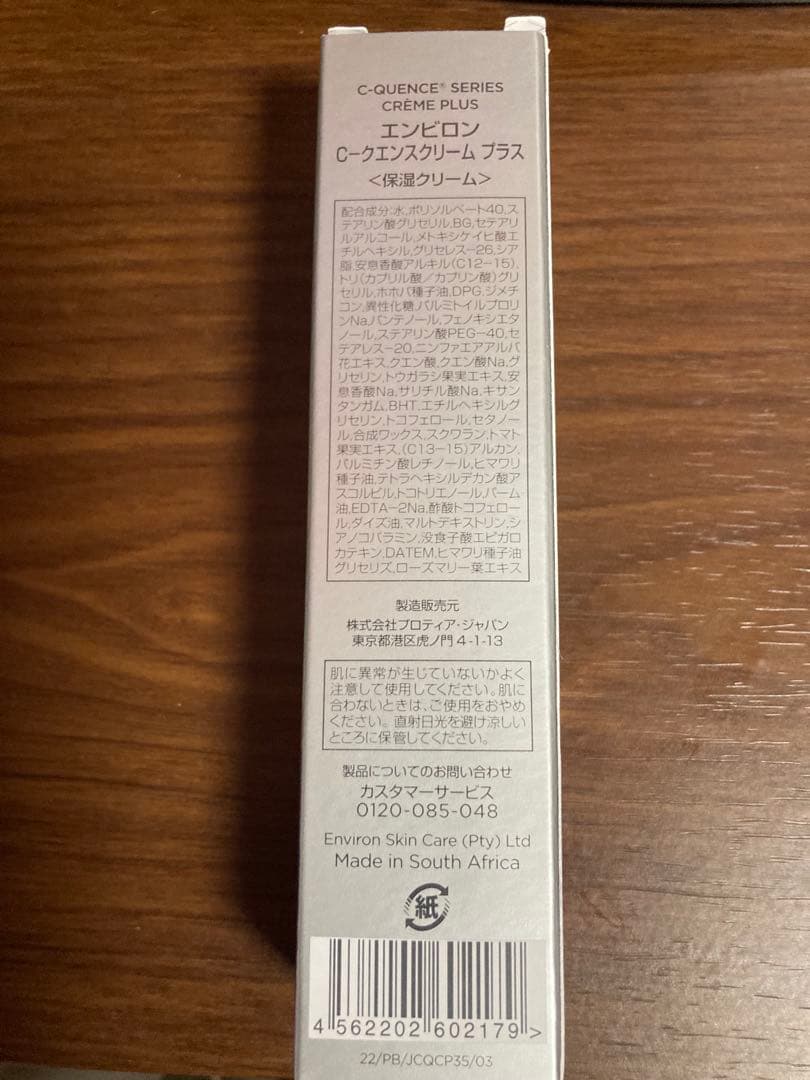 C-QUENCE® SERIES
CRÈME PLUS
エンビロン
C-クエンスクリーム プラス
<保湿クリーム>
配合成分:水,ポリソルベート40,ス
テアリン酸グリセリル,BG,セテアリ
ルアルコール,メトキシケイヒ酸エ
チルヘキシル,グリセレス-26,シア
脂,安息香酸アルキル(C12-15),
トリ(カプリル酸/カプリン酸)グリ
セリル,ホホバ種子油,DPG,ジメチ
コン,異性化糖,パルミトイルプロリ
ンNa,パンテノール,フェノキシエタ
ノール,ステアリン酸PEG-40,セ
テアレス-20,ニンファエアアルバ
花エキス,クエン酸,クエン酸Na,グ
リセリン,トウガラシ果実エキス,安
息香酸Na,サリチル酸Na,キサン
タンガム,BHT,エチルヘキシルグ
リセリン,トコフェロール,セタノー
ル,合成ワックス,スクワラン,トマト
果実エキス,(C13-15)アルカン,
パルミチン酸レチノール,ヒマワリ
種子油,テトラヘキシルデカン酸ア
スコルビル,トコトリエノール,パーム
油,EDTA-2Na,酢酸トコフェロー
ル,ダイズ油,マルトデキストリン,シ
アノコバラミン,没食子酸エピガロ
カテキン,DATEM,ヒマワリ種子油
グリセリズ,ローズマリー葉エキス
製造販売元
株式会社プロティア・ジャパン
東京都港区虎ノ門 4-1-13
肌に異常が生じていないかよく
注意して使用してください。肌に
合わないときは、ご使用をおやめ
ください。直射日光を避け涼しい
ところに保管してください。
製品についてのお問い合わせ
カスタマーサービス
0120-085-048
Environ Skin Care (Pty) Ltd
Made in South Africa
紙
4 562202 602179 >
22/PB/JCQCP35/03